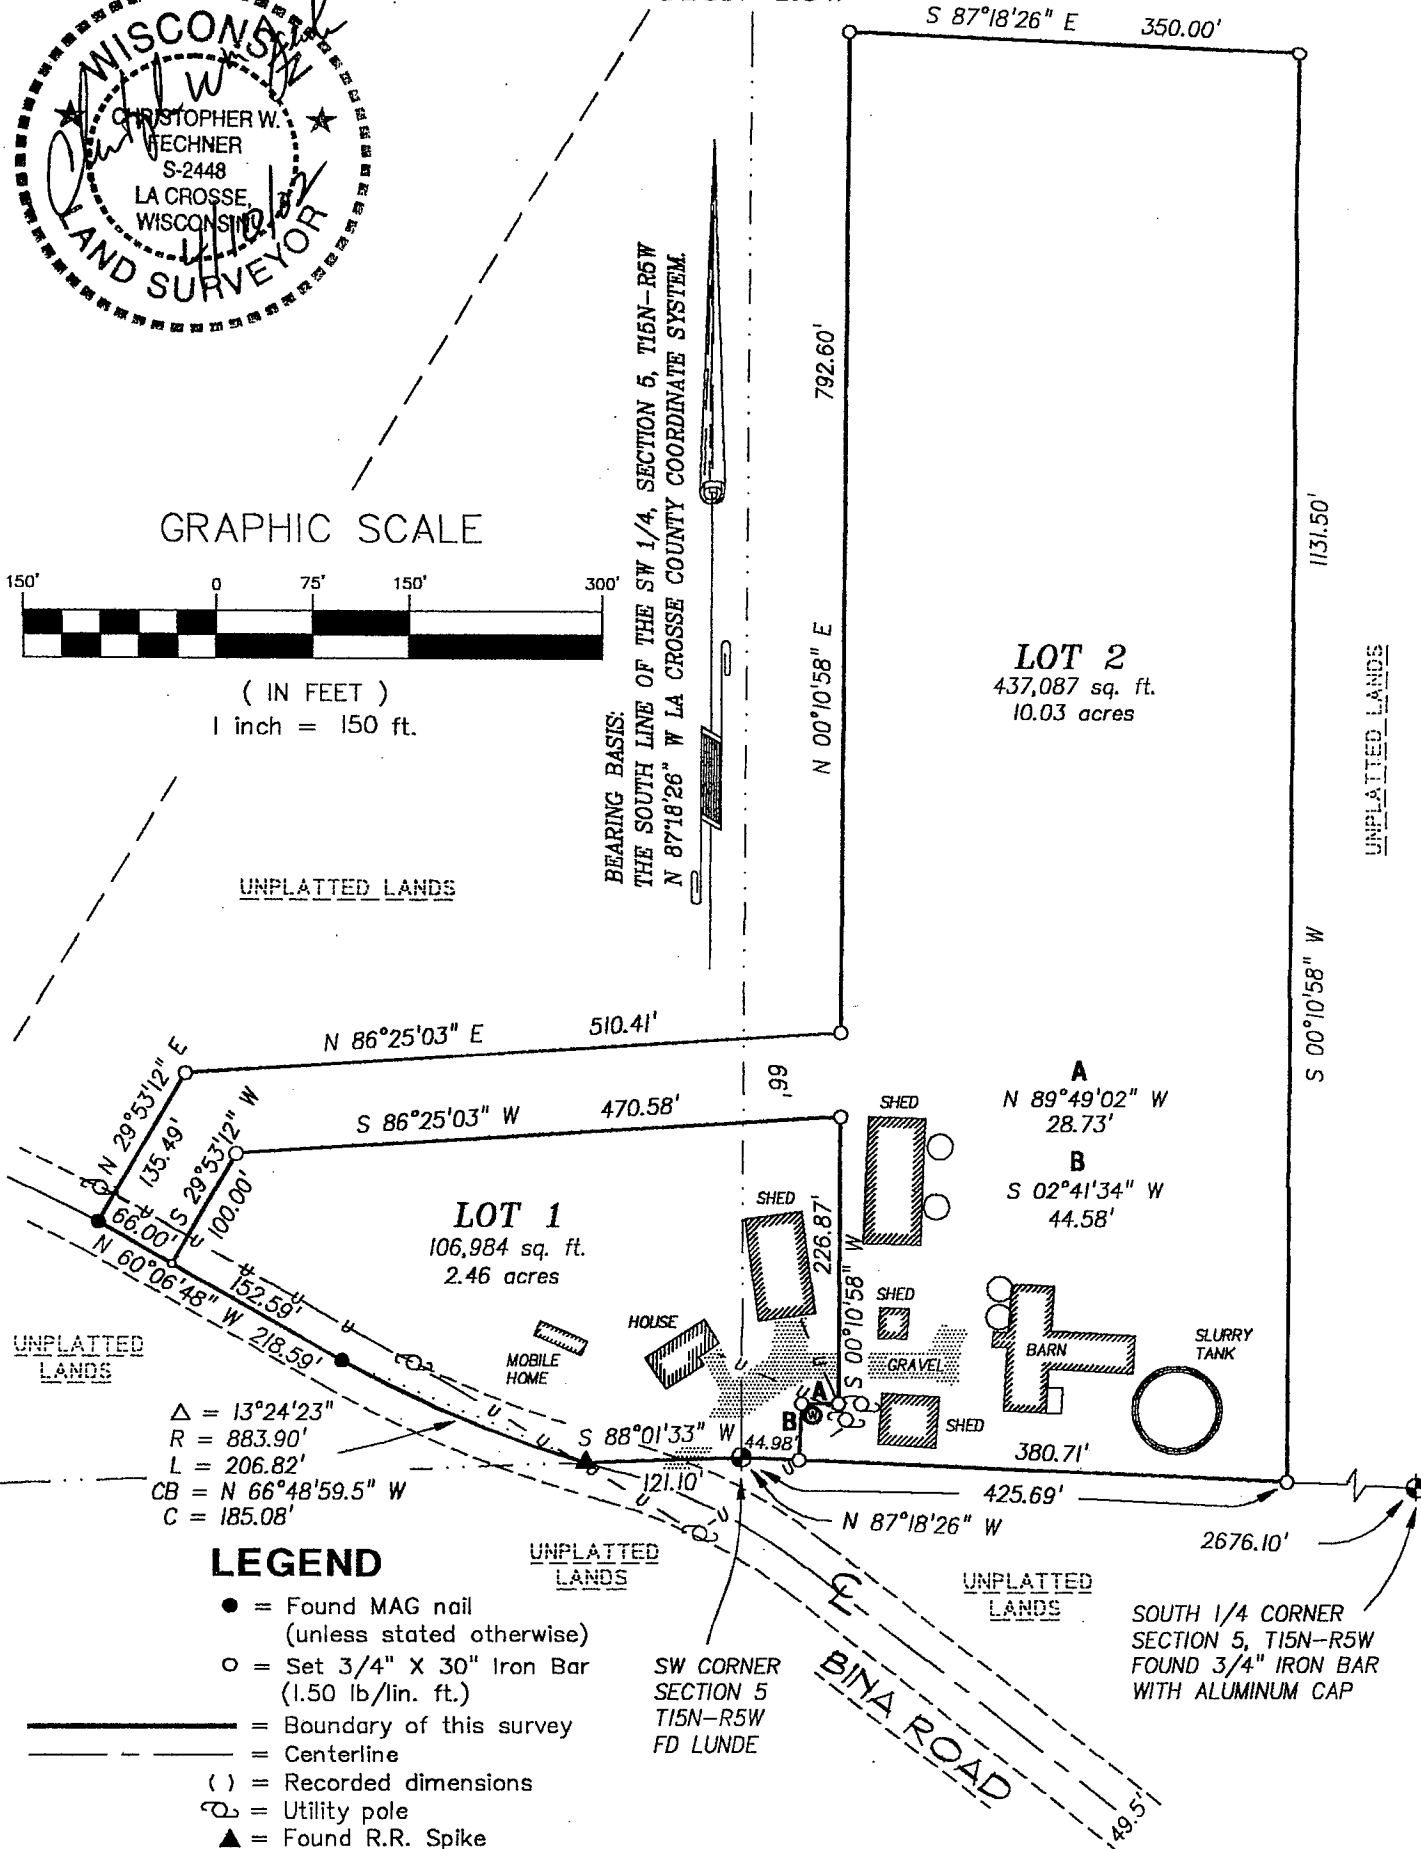 WISCONSIN
CHRISTOPHER W.
FECHNER
S-2448
LA CROSSE,
WISCONSIN
LAND SURVEYOR
S 87°18'26" E 350.00'
792.60'
N 00°10'58" E
1131.50'
S 00°10'58" W
LOT 2
437,087 sq. ft.
10.03 acres
UNPLATTED LANDS
BEARING BASIS:
THE SOUTH LINE OF THE SW 1/4, SECTION 5, T15N-R5W
N 87°18'26" W LA CROSSE COUNTY COORDINATE SYSTEM.
GRAPHIC SCALE
150' 0 75' 150' 300'
( IN FEET )
1 inch = 150 ft.
UNPLATTED LANDS
N 86°25'03" E 510.41'
66'
S 86°25'03" W 470.58'
N 29°53'12" E
135.49'
S 29°53'12" W
100.00'
66.00'
N 60°06'48" W 218.59'
152.59'
LOT 1
106,984 sq. ft.
2.46 acres
A
N 89°49'02" W
28.73'
B
S 02°41'34" W
44.58'
SHED
SHED
226.87'
S 00°10'58" W
SHED
HOUSE
MOBILE
HOME
GRAVEL
BARN
SLURRY
TANK
SHED
A
B
W
UNPLATTED
LANDS
Δ = 13°24'23"
R = 883.90'
L = 206.82'
CB = N 66°48'59.5" W
C = 185.08'
S 88°01'33" W
121.10'
44.98'
380.71'
425.69'
N 87°18'26" W
2676.10'
UNPLATTED
LANDS
UNPLATTED
LANDS
SW CORNER
SECTION 5
T15N-R5W
FD LUNDE
SOUTH 1/4 CORNER
SECTION 5, T15N-R5W
FOUND 3/4" IRON BAR
WITH ALUMINUM CAP
BINA ROAD
49.5'
LEGEND
● = Found MAG nail
(unless stated otherwise)
○ = Set 3/4" X 30" Iron Bar
(1.50 lb/lin. ft.)
= Boundary of this survey
= Centerline
( ) = Recorded dimensions
= Utility pole
▲ = Found R.R. Spike